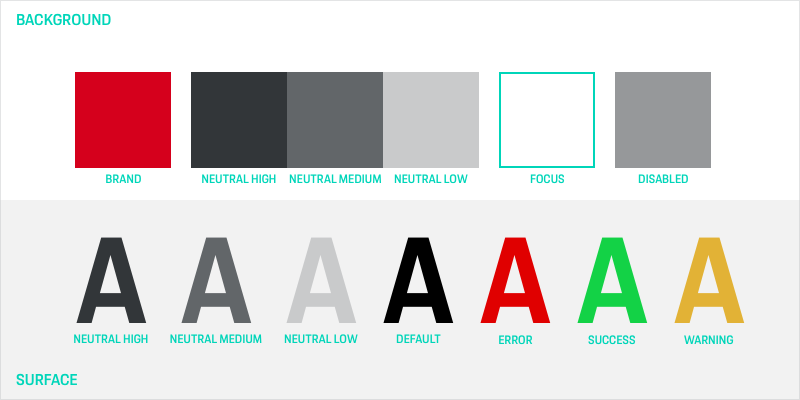 BACKGROUND
BRAND
NEUTRAL HIGH
NEUTRAL MEDIUM
NEUTRAL LOW
FOCUS
DISABLED
A A A A A A A
NEUTRAL HIGH
NEUTRAL MEDIUM
NEUTRAL LOW
DEFAULT
ERROR
SUCCESS
WARNING
SURFACE